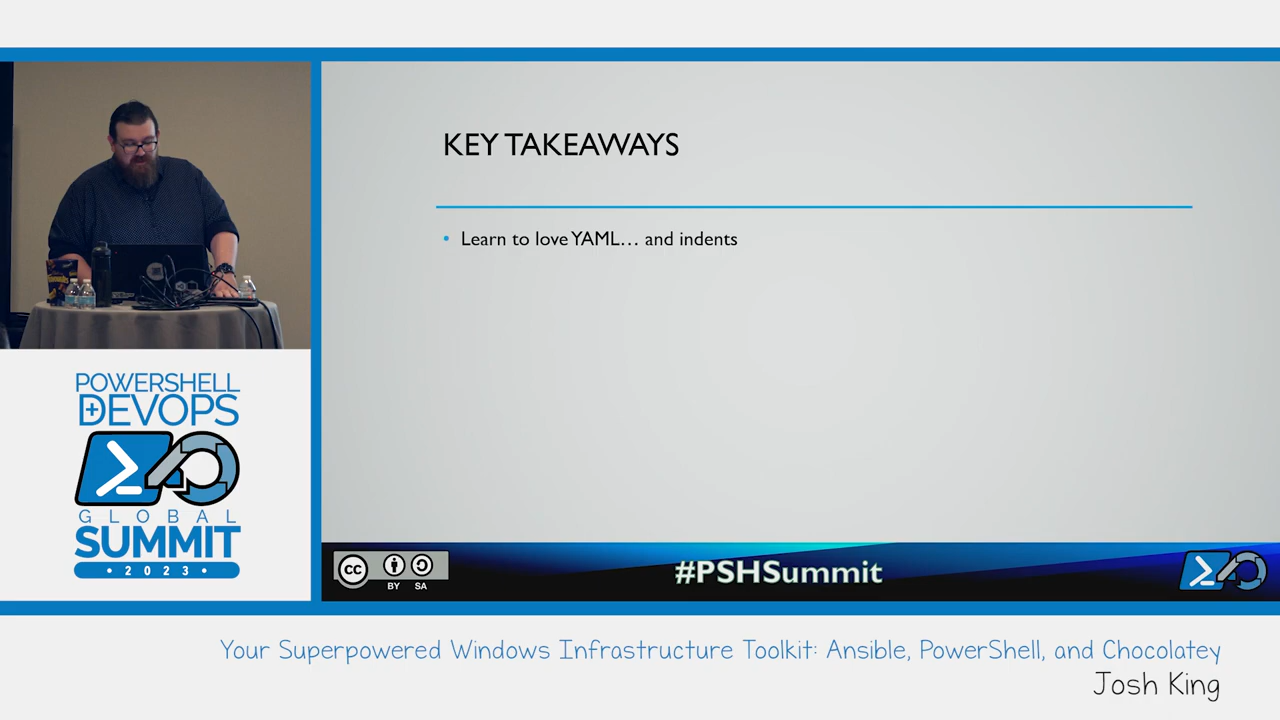 KEY TAKEAWAYS
• Learn to love YAML... and indents
POWERSHELL
+DEVOPS
GLOBAL
SUMMIT
• 2023 •
cc
BY
SA
#PSHSummit
Your Superpowered Windows Infrastructure Toolkit: Ansible, PowerShell, and Chocolatey
Josh King